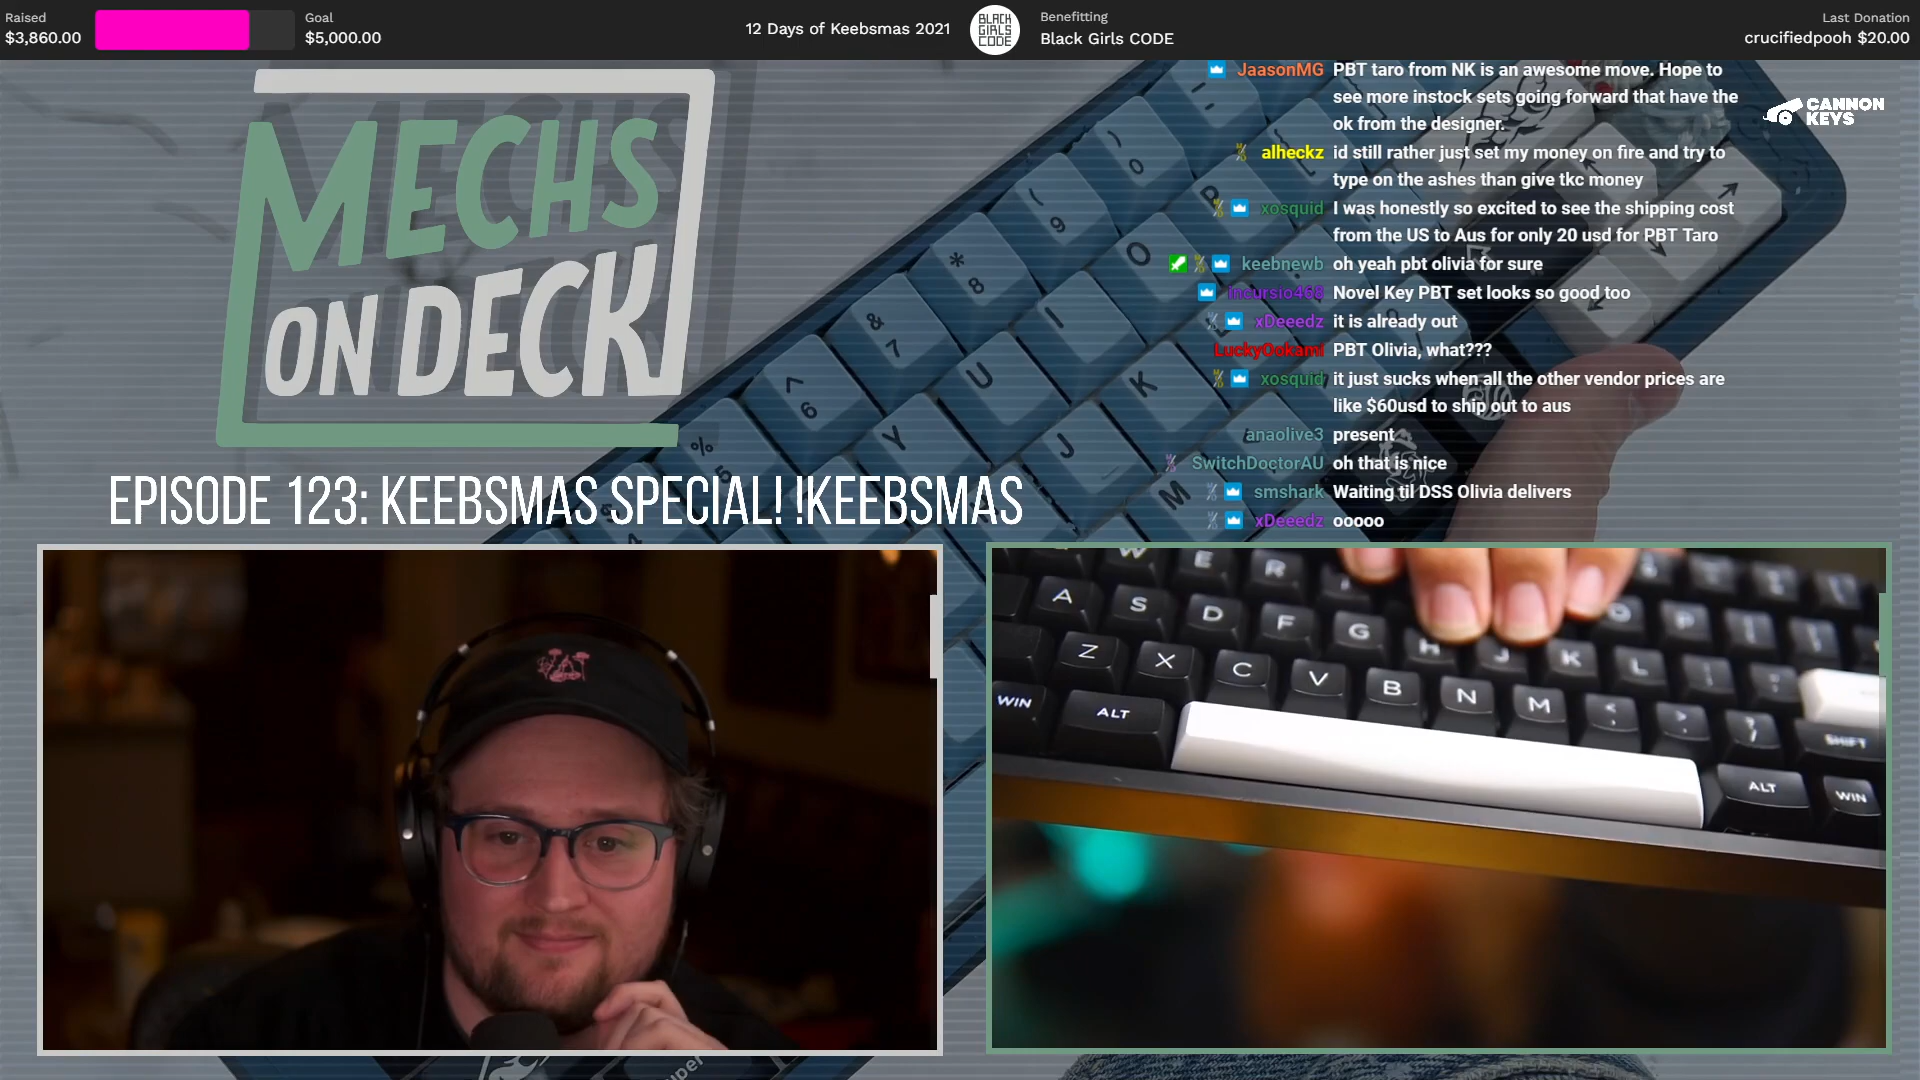 Raised
$3,860.00
Goal
$5,000.00
12 Days of Keebsmas 2021
BLACK
GIRLS
CODE
Benefitting
Black Girls CODE
Last Donation
crucifiedpooh $20.00
MECHS
ON DECK
EPISODE 123: KEEBSMAS SPECIAL! !KEEBSMAS
CANNON
KEYS
JaasonMG PBT taro from NK is an awesome move. Hope to
see more instock sets going forward that have the
ok from the designer.
alheckz id still rather just set my money on fire and try to
type on the ashes than give tkc money
xosquid I was honestly so excited to see the shipping cost
from the US to Aus for only 20 usd for PBT Taro
keebnewb oh yeah pbt olivia for sure
incursio468 Novel Key PBT set looks so good too
xDeeedz it is already out
LuckyOokami PBT Olivia, what???
xosquid it just sucks when all the other vendor prices are
like $60usd to ship out to aus
anaolive3 present
SwitchDoctorAU oh that is nice
smshark Waiting til DSS Olivia delivers
xDeeedz ooooo
) 0
( 9 O
* 8 I
& 7 U K
^ 6 Y J
% 5 M
W E R
A S D F G H J K L
Z X C V B N M
SHIFT
WIN ALT ALT WIN